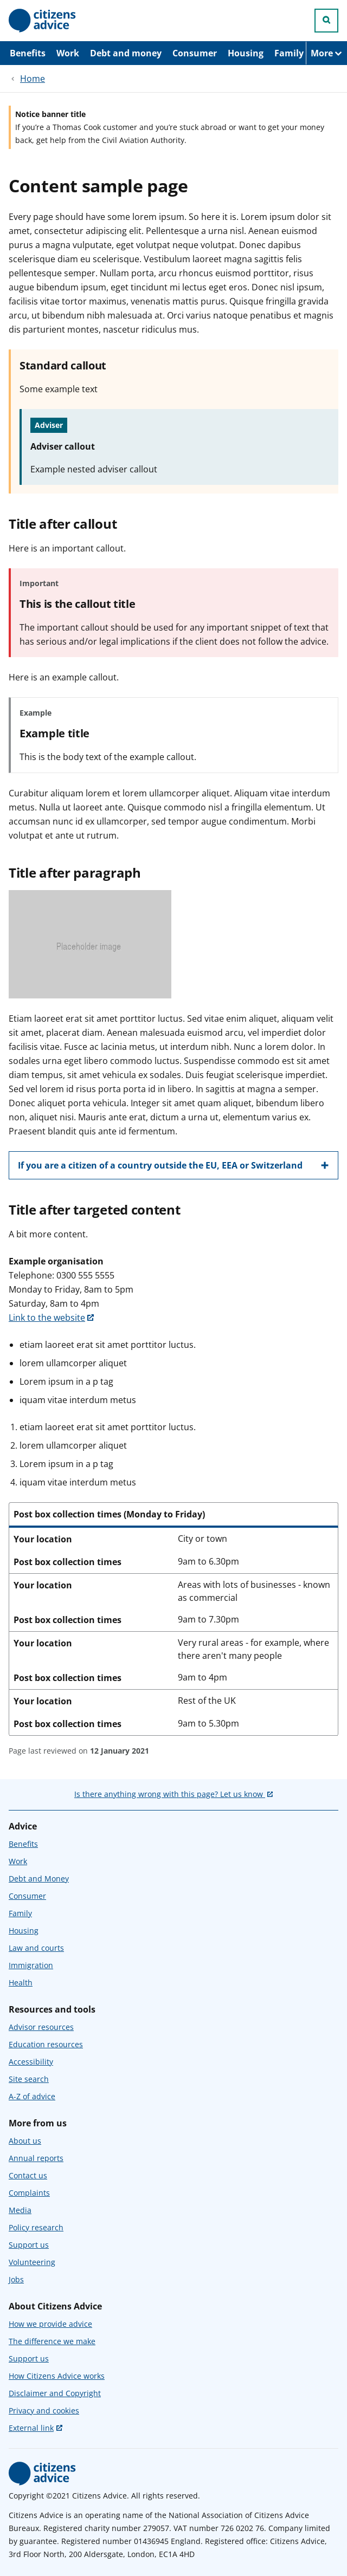 citizens
advice
Benefits Work Debt and money Consumer Housing Family More
Home
Notice banner title
If you’re a Thomas Cook customer and you’re stuck abroad or want to get your money
back, get help from the Civil Aviation Authority.
Content sample page
Every page should have some lorem ipsum. So here it is. Lorem ipsum dolor sit
amet, consectetur adipiscing elit. Pellentesque a urna nisl. Aenean euismod
purus a magna vulputate, eget volutpat neque volutpat. Donec dapibus
scelerisque diam eu scelerisque. Vestibulum laoreet magna sagittis felis
pellentesque semper. Nullam porta, arcu rhoncus euismod porttitor, risus
augue bibendum ipsum, eget tincidunt mi lectus eget eros. Donec nisl ipsum,
facilisis vitae tortor maximus, venenatis mattis purus. Quisque fringilla gravida
arcu, ut bibendum nibh malesuada at. Orci varius natoque penatibus et magnis
dis parturient montes, nascetur ridiculus mus.
Standard callout
Some example text
Adviser
Adviser callout
Example nested adviser callout
Title after callout
Here is an important callout.
Important
This is the callout title
The important callout should be used for any important snippet of text that
has serious and/or legal implications if the client does not follow the advice.
Here is an example callout.
Example
Example title
This is the body text of the example callout.
Curabitur aliquam lorem et lorem ullamcorper aliquet. Aliquam vitae interdum
metus. Nulla ut laoreet ante. Quisque commodo nisl a fringilla elementum. Ut
accumsan nunc id ex ullamcorper, sed tempor augue condimentum. Morbi
volutpat et ante ut rutrum.
Title after paragraph
Placeholder image
Etiam laoreet erat sit amet porttitor luctus. Sed vitae enim aliquet, aliquam velit
sit amet, placerat diam. Aenean malesuada euismod arcu, vel imperdiet dolor
facilisis vitae. Fusce ac lacinia metus, ut interdum nibh. Nunc a lorem dolor. In
sodales urna eget libero commodo luctus. Suspendisse commodo est sit amet
diam tempus, sit amet vehicula ex sodales. Duis feugiat scelerisque imperdiet.
Sed vel lorem id risus porta porta id in libero. In sagittis at magna a semper.
Donec aliquet porta vehicula. Integer sit amet quam aliquet, bibendum libero
non, aliquet nisi. Mauris ante erat, dictum a urna ut, elementum varius ex.
Praesent blandit quis ante id fermentum.
If you are a citizen of a country outside the EU, EEA or Switzerland
Title after targeted content
A bit more content.
Example organisation
Telephone: 0300 555 5555
Monday to Friday, 8am to 5pm
Saturday, 8am to 4pm
Link to the website
• etiam laoreet erat sit amet porttitor luctus.
• lorem ullamcorper aliquet
• Lorem ipsum in a p tag
• iquam vitae interdum metus
1. etiam laoreet erat sit amet porttitor luctus.
2. lorem ullamcorper aliquet
3. Lorem ipsum in a p tag
4. iquam vitae interdum metus
Post box collection times (Monday to Friday)
Your location City or town
Post box collection times 9am to 6.30pm
Your location Areas with lots of businesses - known
as commercial
Post box collection times 9am to 7.30pm
Your location Very rural areas - for example, where
there aren't many people
Post box collection times 9am to 4pm
Your location Rest of the UK
Post box collection times 9am to 5.30pm
Page last reviewed on 12 January 2021
Is there anything wrong with this page? Let us know
Advice
Benefits
Work
Debt and Money
Consumer
Family
Housing
Law and courts
Immigration
Health
Resources and tools
Advisor resources
Education resources
Accessibility
Site search
A-Z of advice
More from us
About us
Annual reports
Contact us
Complaints
Media
Policy research
Support us
Volunteering
Jobs
About Citizens Advice
How we provide advice
The difference we make
Support us
How Citizens Advice works
Disclaimer and Copyright
Privacy and cookies
External link
citizens
advice
Copyright ©2021 Citizens Advice. All rights reserved.
Citizens Advice is an operating name of the National Association of Citizens Advice
Bureaux. Registered charity number 279057. VAT number 726 0202 76. Company limited
by guarantee. Registered number 01436945 England. Registered office: Citizens Advice,
3rd Floor North, 200 Aldersgate, London, EC1A 4HD